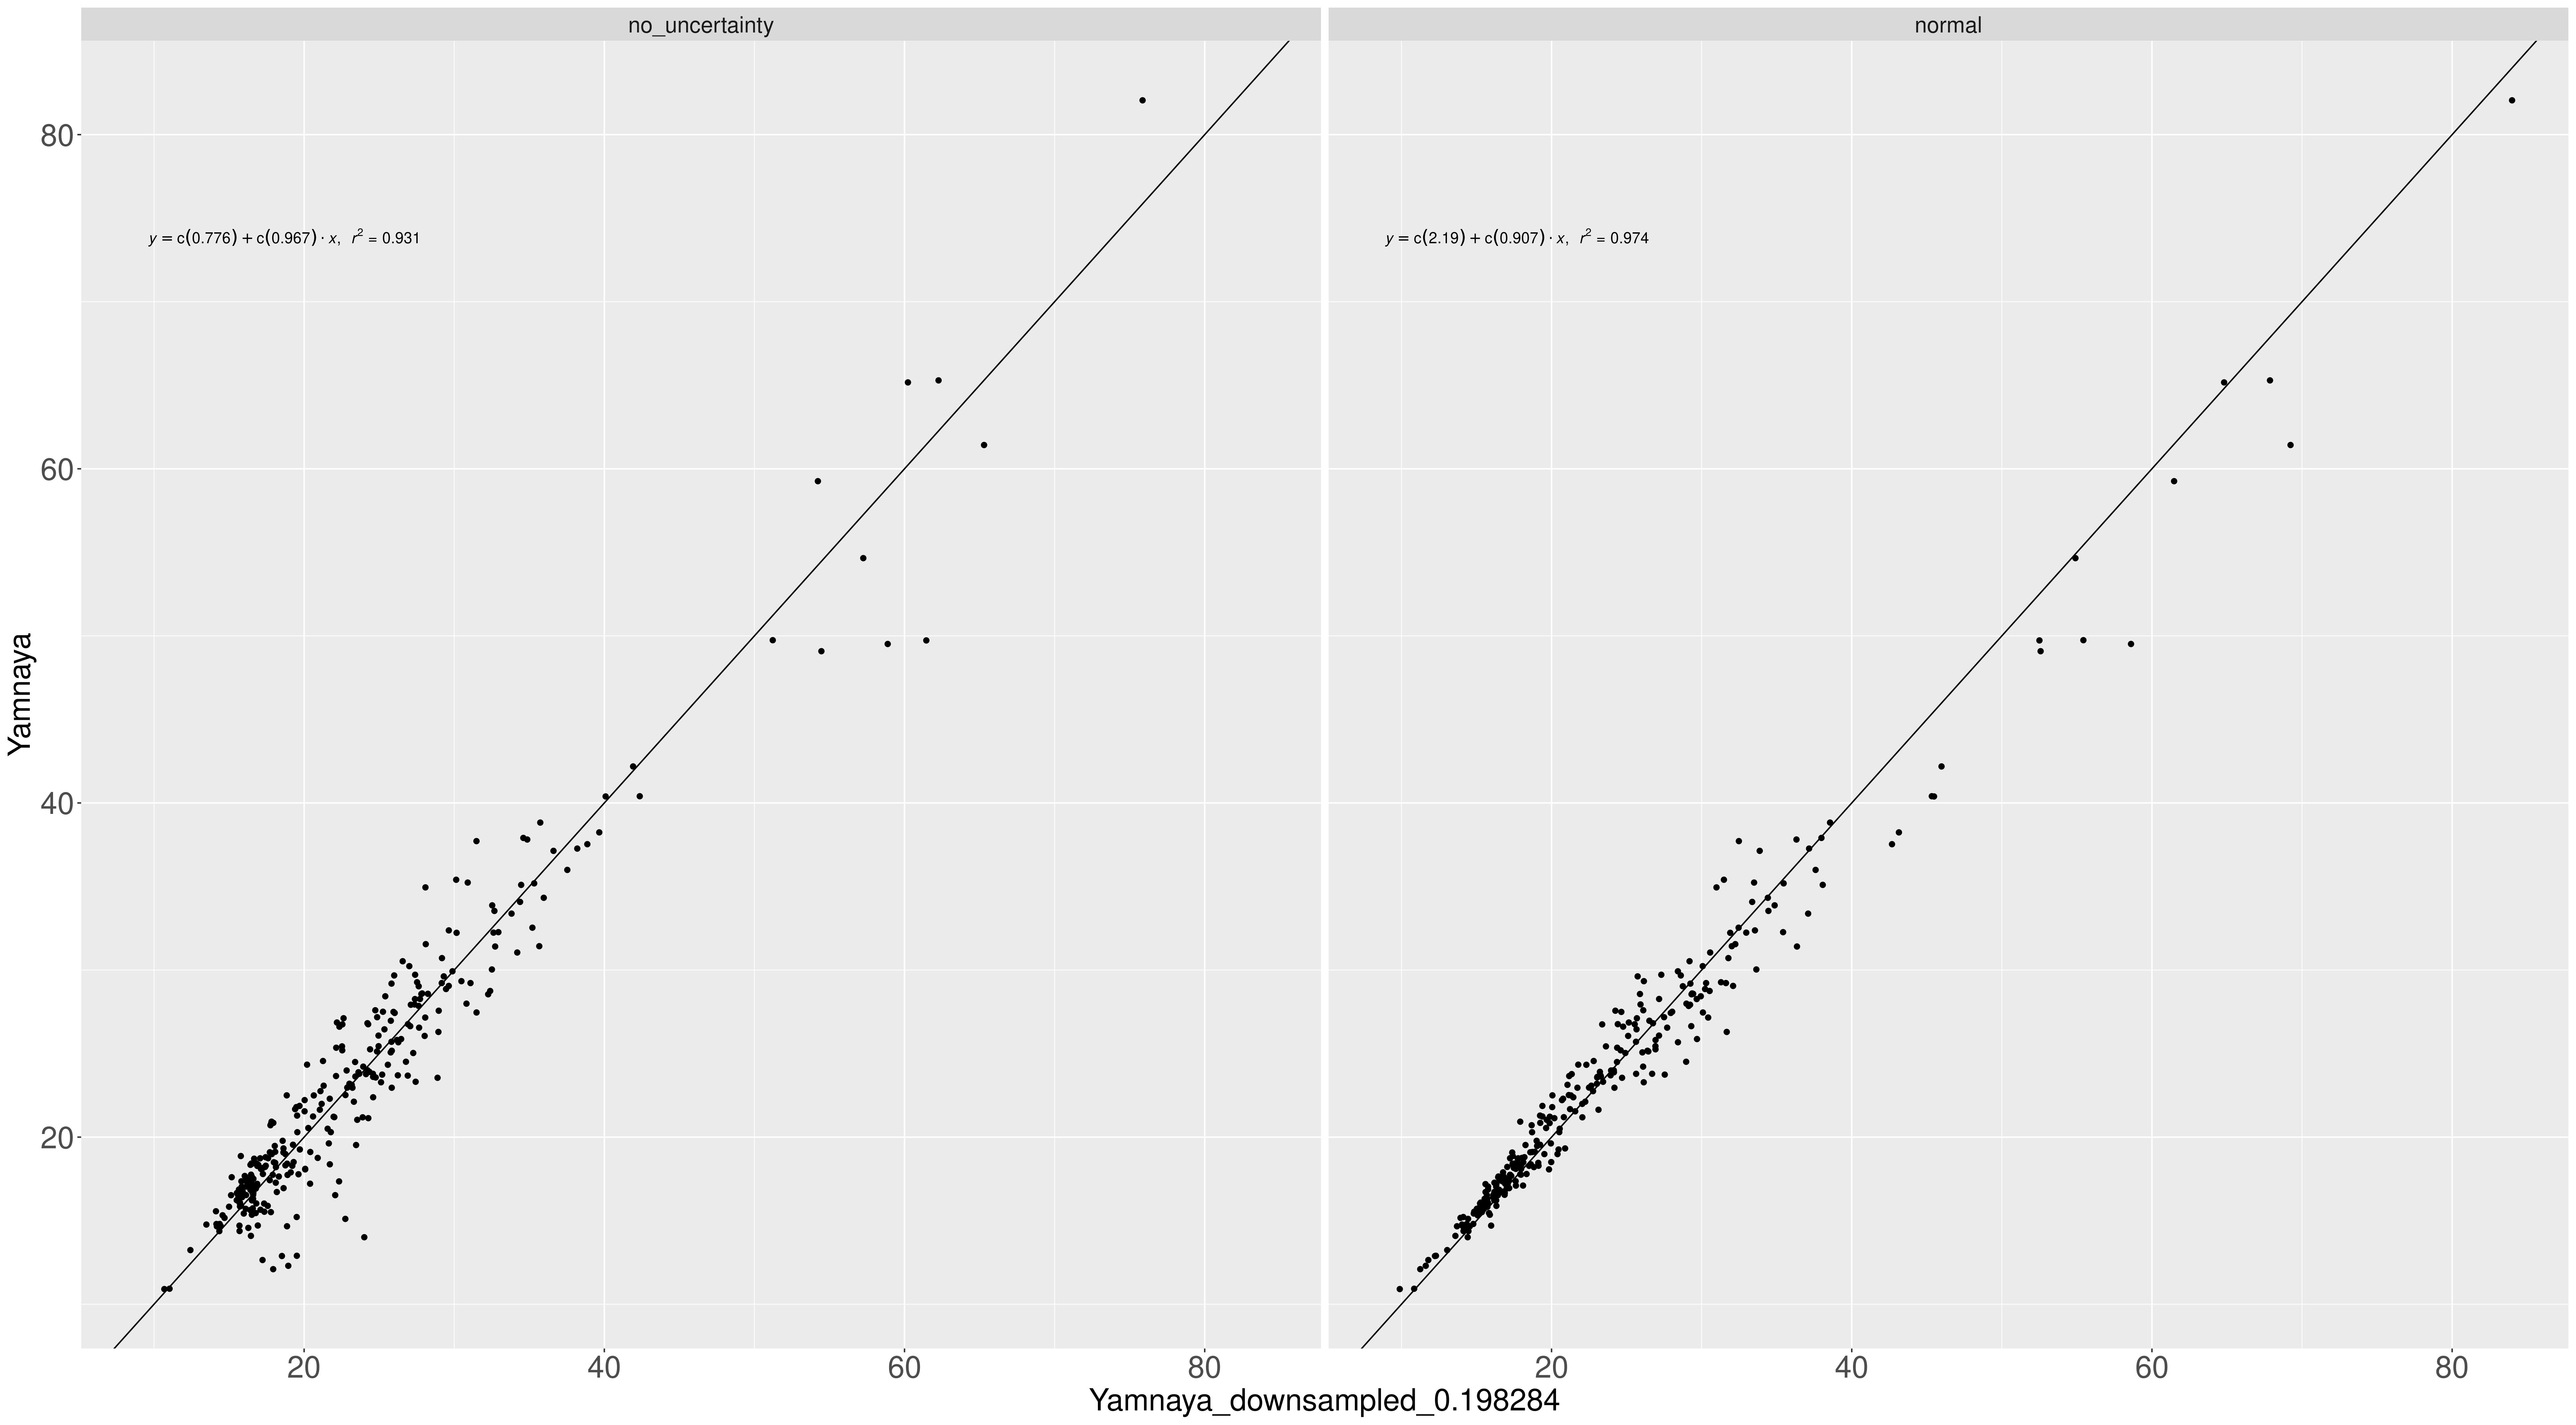 no_uncertainty
normal
80
60
40
20
Yamnaya
y = c(0.776) + c(0.967) · x, r² = 0.931
y = c(2.19) + c(0.907) · x, r² = 0.974
20 40 60 80
20 40 60 80
Yamnaya_downsampled_0.198284